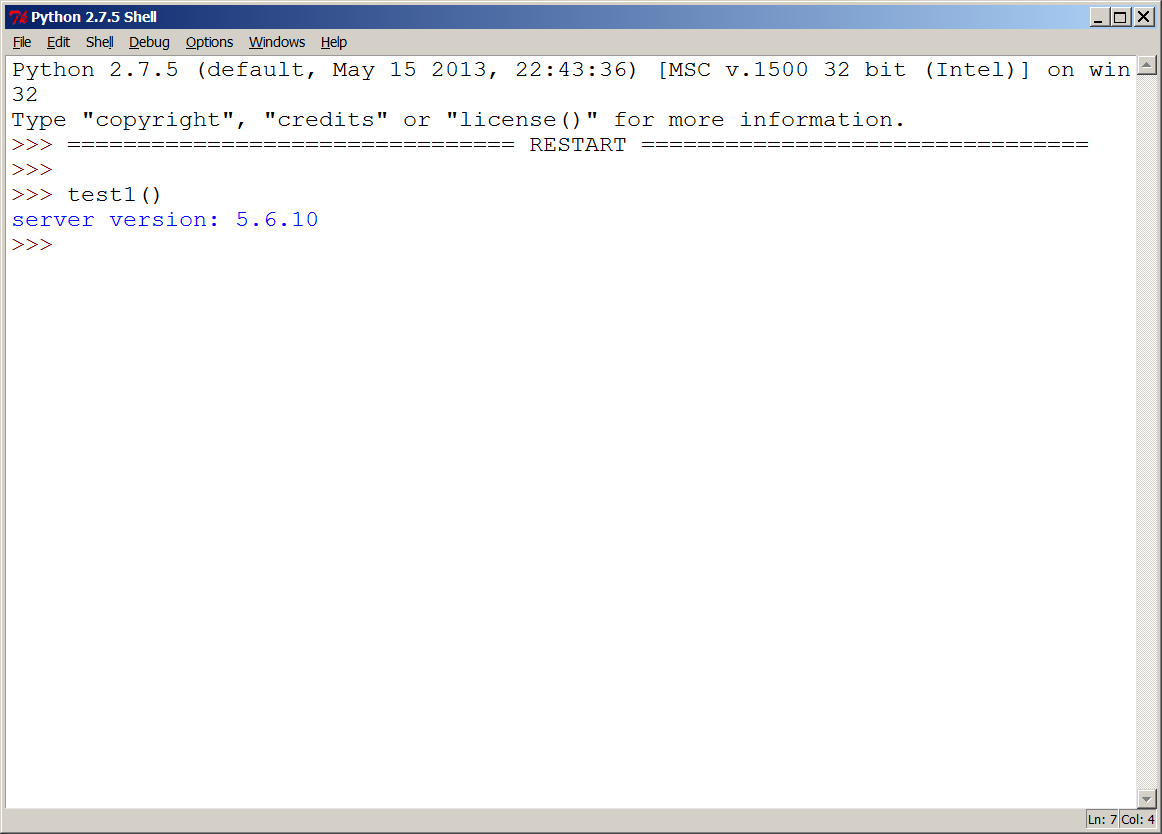 Python 2.7.5 Shell
File Edit Shell Debug Options Windows Help
Python 2.7.5 (default, May 15 2013, 22:43:36) [MSC v.1500 32 bit (Intel)] on win
32
Type "copyright", "credits" or "license()" for more information.
>>> ================================ RESTART ================================
>>>
>>> test1()
server version: 5.6.10
>>>
Ln: 7 Col: 4